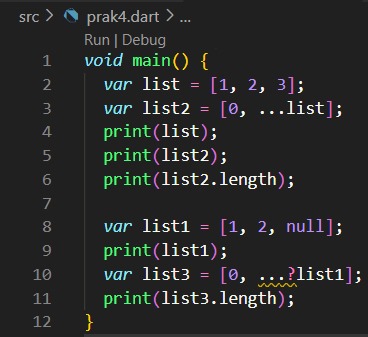 src > prak4.dart > ...
Run | Debug
1 void main() {
2   var list = [1, 2, 3];
3   var list2 = [0, ...list];
4   print(list);
5   print(list2);
6   print(list2.length);
7
8   var list1 = [1, 2, null];
9   print(list1);
10   var list3 = [0, ...?list1];
11   print(list3.length);
12 }